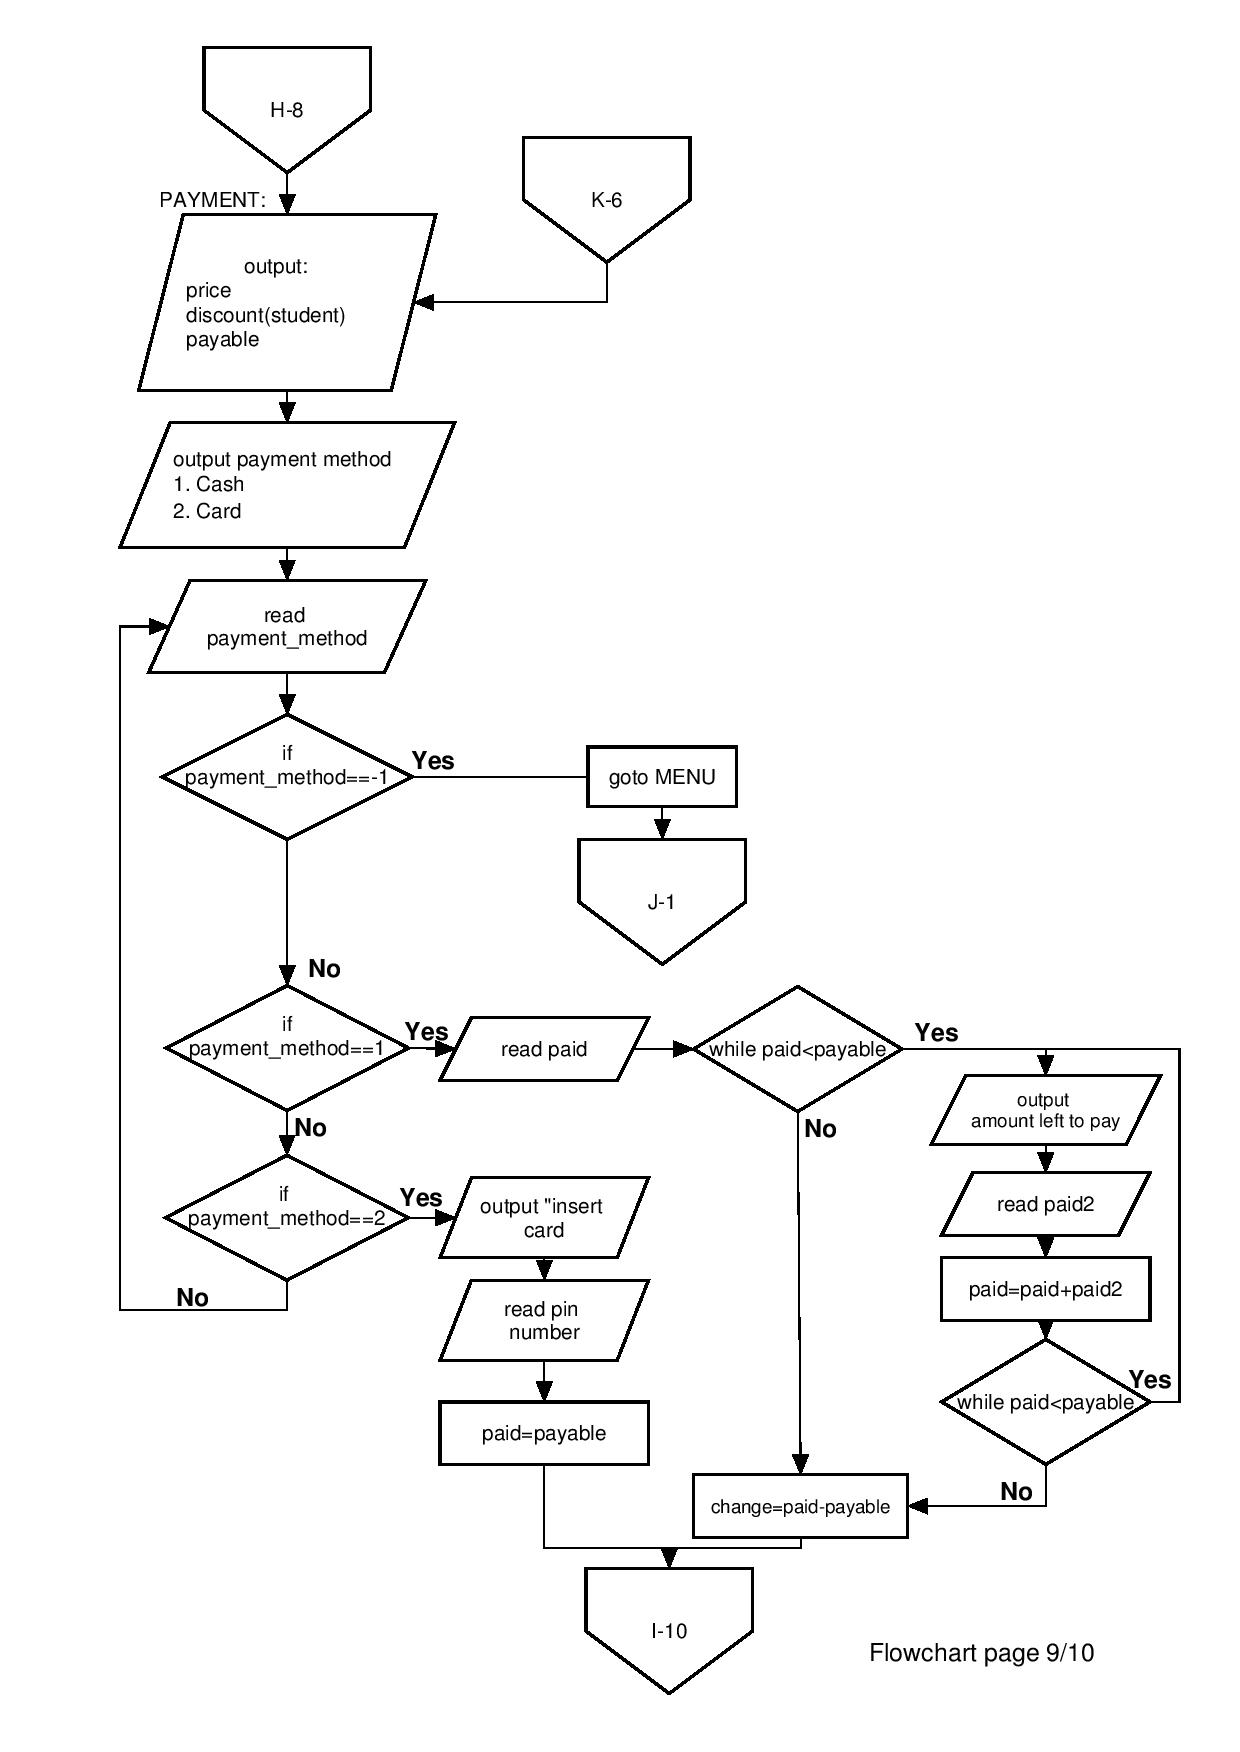 H-8
K-6
PAYMENT:
output:
price
discount(student)
payable
output payment method
1. Cash
2. Card
read
payment_method
if
payment_method==-1
Yes
goto MENU
J-1
No
if
payment_method==1
Yes
read paid
while paid<payable
Yes
output
amount left to pay
No
No
if
payment_method==2
Yes
output "insert
card
read paid2
paid=paid+paid2
No
read pin
number
while paid<payable
Yes
paid=payable
No
change=paid-payable
I-10
Flowchart page 9/10